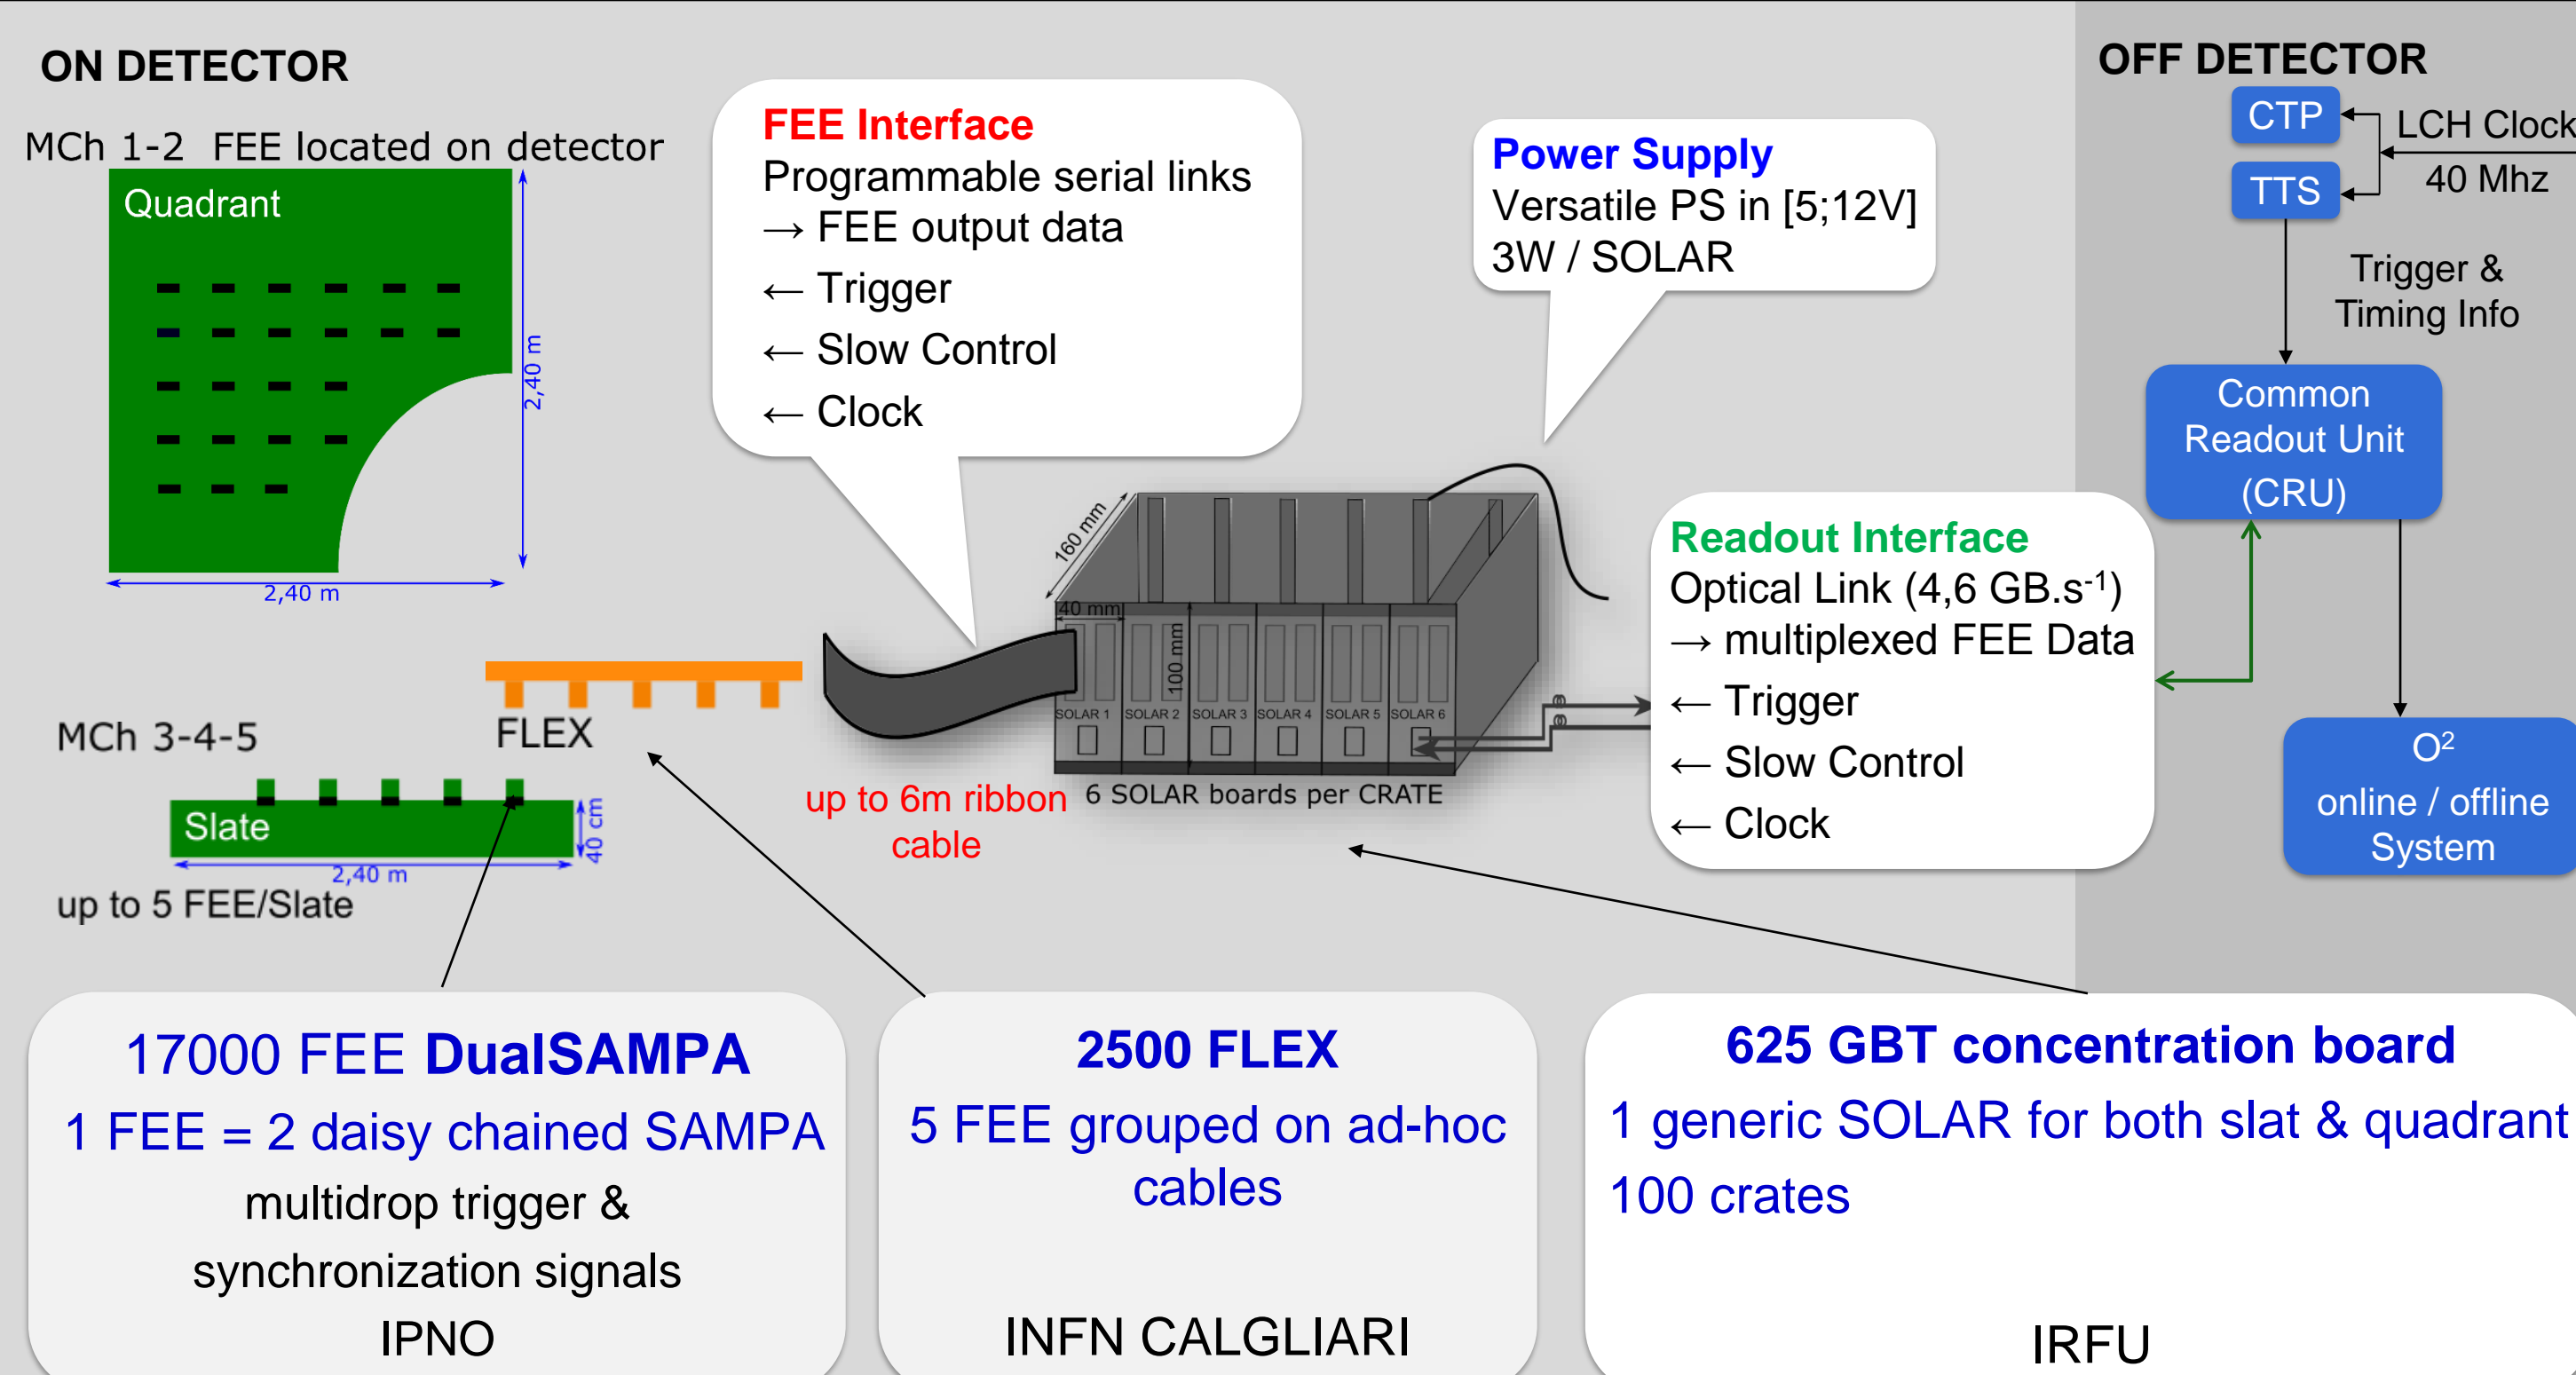 ON DETECTOR
MCh 1-2  FEE located on detector
Quadrant
2,40 m
2,40 m
FEE Interface
Programmable serial links
→ FEE output data
← Trigger
← Slow Control
← Clock
Power Supply
Versatile PS in [5;12V]
3W / SOLAR
OFF DETECTOR
CTP
TTS
LCH Clock
40 Mhz
Trigger &
Timing Info
Common
Readout Unit
(CRU)
O²
online / offline
System
Readout Interface
Optical Link (4,6 GB.s⁻¹)
→ multiplexed FEE Data
← Trigger
← Slow Control
← Clock
160 mm
40 mm
100 mm
SOLAR 1
SOLAR 2
SOLAR 3
SOLAR 4
SOLAR 5
SOLAR 6
6 SOLAR boards per CRATE
up to 6m ribbon
cable
FLEX
MCh 3-4-5
Slate
40 cm
2,40 m
up to 5 FEE/Slate
17000 FEE DualSAMPA
1 FEE = 2 daisy chained SAMPA
multidrop trigger &
synchronization signals
IPNO
2500 FLEX
5 FEE grouped on ad-hoc
cables
INFN CALGLIARI
625 GBT concentration board
1 generic SOLAR for both slat & quadrant
100 crates
IRFU